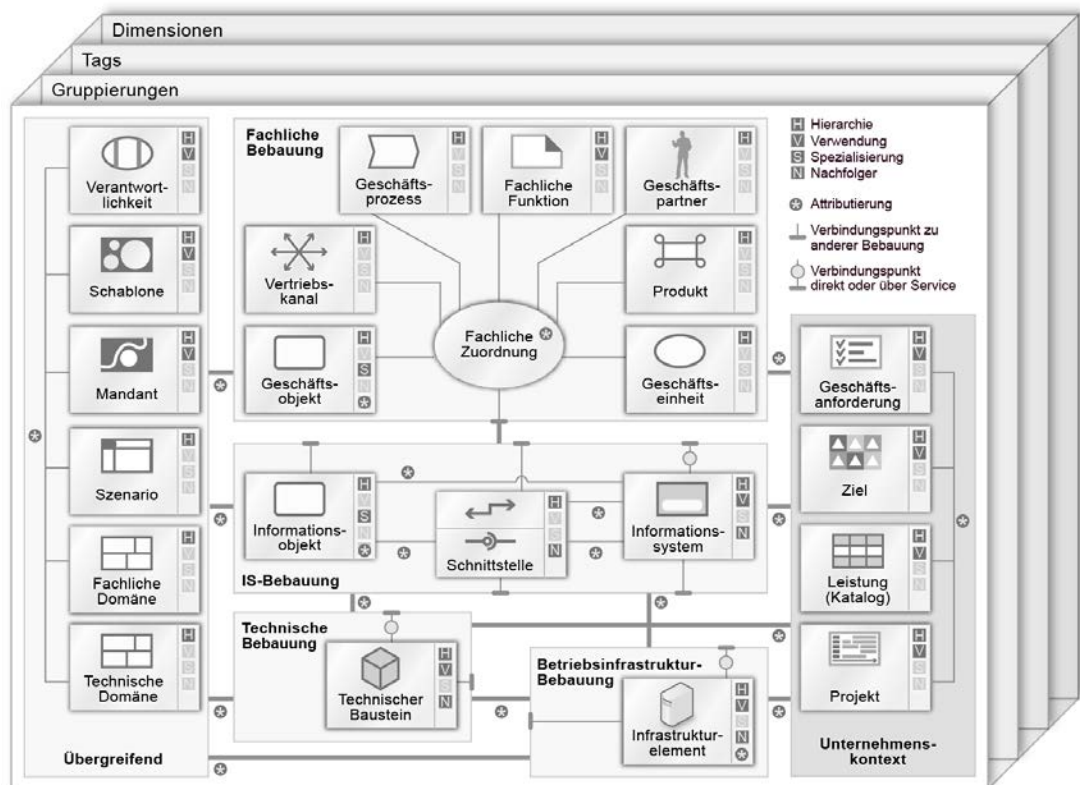 Dimensionen
Tags
Gruppierungen
Verantwort-
lichkeit
H
V
S
N
Schablone
H
V
S
N
Mandant
H
V
S
N
Szenario
H
V
S
N
Fachliche
Domäne
H
V
S
N
Technische
Domäne
H
V
S
N
Übergreifend
Fachliche
Bebauung
Geschäfts-
prozess
H
V
S
N
Fachliche
Funktion
H
V
S
N
Geschäfts-
partner
H
V
S
N
Vertriebs-
kanal
H
V
S
N
Produkt
H
V
S
N
Fachliche
Zuordnung
Geschäfts-
objekt
H
V
S
N
Geschäfts-
einheit
H
V
S
N
H Hierarchie
V Verwendung
S Spezialisierung
N Nachfolger
Attributierung
Verbindungspunkt zu
anderer Bebauung
Verbindungspunkt
direkt oder über Service
Informations-
objekt
H
V
S
N
Schnittstelle
H
V
S
N
Informations-
system
H
V
S
N
IS-Bebauung
Technische
Bebauung
Technischer
Baustein
H
V
S
N
Betriebsinfrastruktur-
Bebauung
Infrastruktur-
element
H
V
S
N
Geschäfts-
anforderung
H
V
S
N
Ziel
H
V
S
N
Leistung
(Katalog)
H
V
S
N
Projekt
H
V
S
N
Unternehmens-
kontext